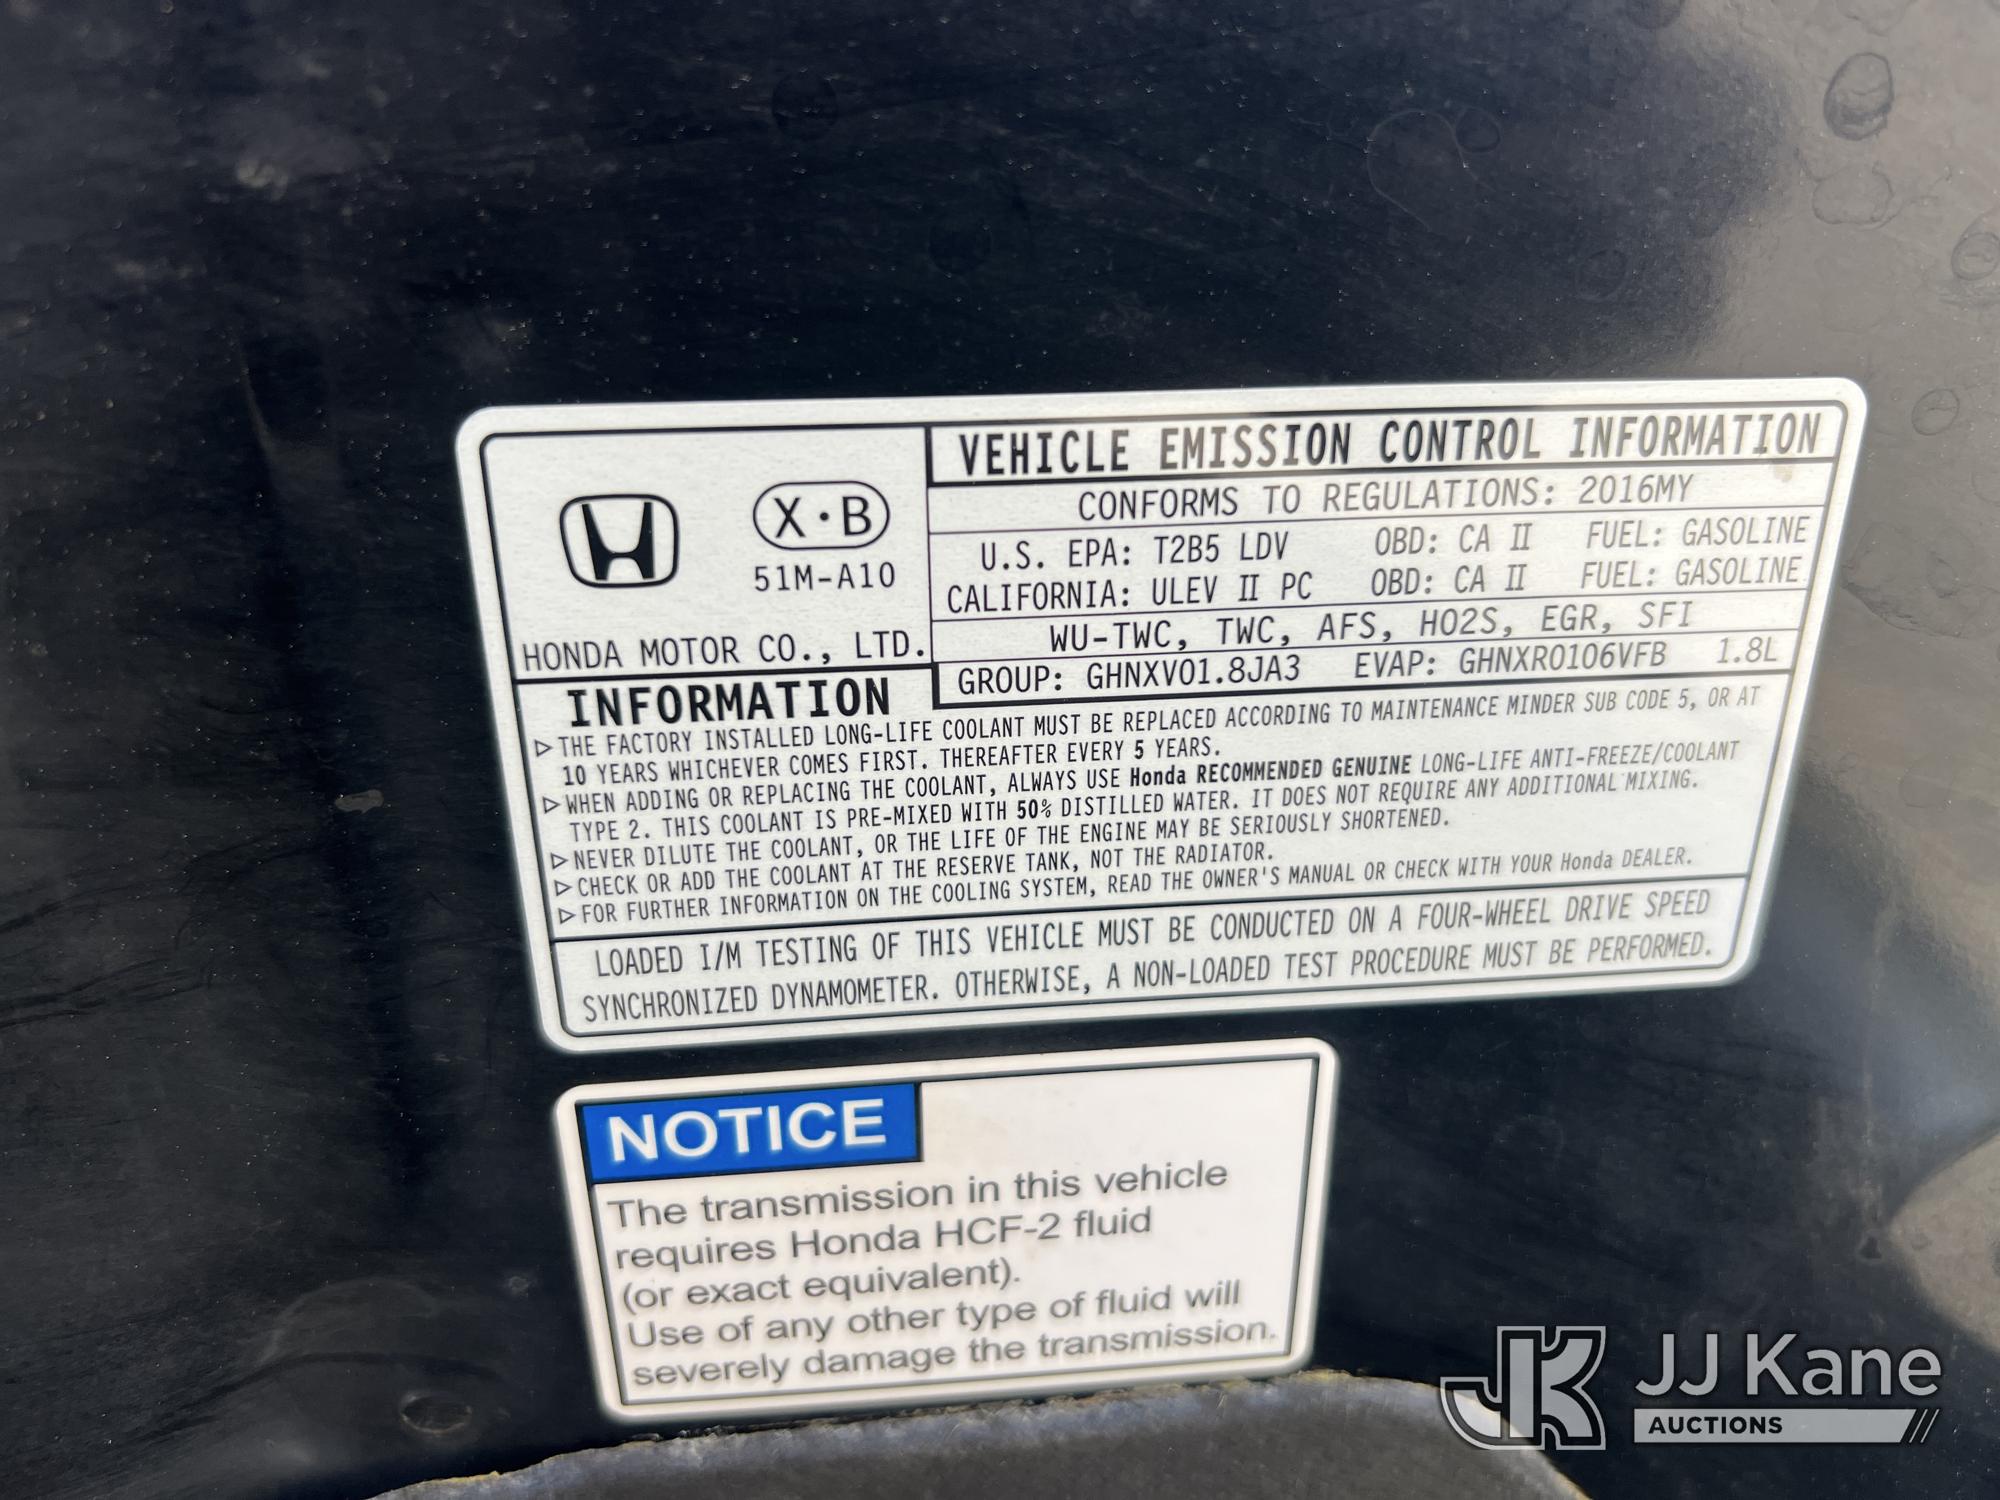 X·B
51M-A10
HONDA MOTOR CO., LTD.
VEHICLE EMISSION CONTROL INFORMATION
CONFORMS TO REGULATIONS: 2016MY
U.S. EPA: T2B5 LDV OBD: CA II FUEL: GASOLINE
CALIFORNIA: ULEV II PC OBD: CA II FUEL: GASOLINE
WU-TWC, TWC, AFS, HO2S, EGR, SFI
GROUP: GHNXV01.8JA3 EVAP: GHNXR0106VFB 1.8L
INFORMATION
▷ THE FACTORY INSTALLED LONG-LIFE COOLANT MUST BE REPLACED ACCORDING TO MAINTENANCE MINDER SUB CODE 5, OR AT
10 YEARS WHICHEVER COMES FIRST. THEREAFTER EVERY 5 YEARS.
▷ WHEN ADDING OR REPLACING THE COOLANT, ALWAYS USE Honda RECOMMENDED GENUINE LONG-LIFE ANTI-FREEZE/COOLANT
TYPE 2. THIS COOLANT IS PRE-MIXED WITH 50% DISTILLED WATER. IT DOES NOT REQUIRE ANY ADDITIONAL MIXING.
▷ NEVER DILUTE THE COOLANT, OR THE LIFE OF THE ENGINE MAY BE SERIOUSLY SHORTENED.
▷ CHECK OR ADD THE COOLANT AT THE RESERVE TANK, NOT THE RADIATOR.
▷ FOR FURTHER INFORMATION ON THE COOLING SYSTEM, READ THE OWNER'S MANUAL OR CHECK WITH YOUR Honda DEALER.
LOADED I/M TESTING OF THIS VEHICLE MUST BE CONDUCTED ON A FOUR-WHEEL DRIVE SPEED
SYNCHRONIZED DYNAMOMETER. OTHERWISE, A NON-LOADED TEST PROCEDURE MUST BE PERFORMED.
NOTICE
The transmission in this vehicle
requires Honda HCF-2 fluid
(or exact equivalent).
Use of any other type of fluid will
severely damage the transmission.
JK
JJ Kane
AUCTIONS